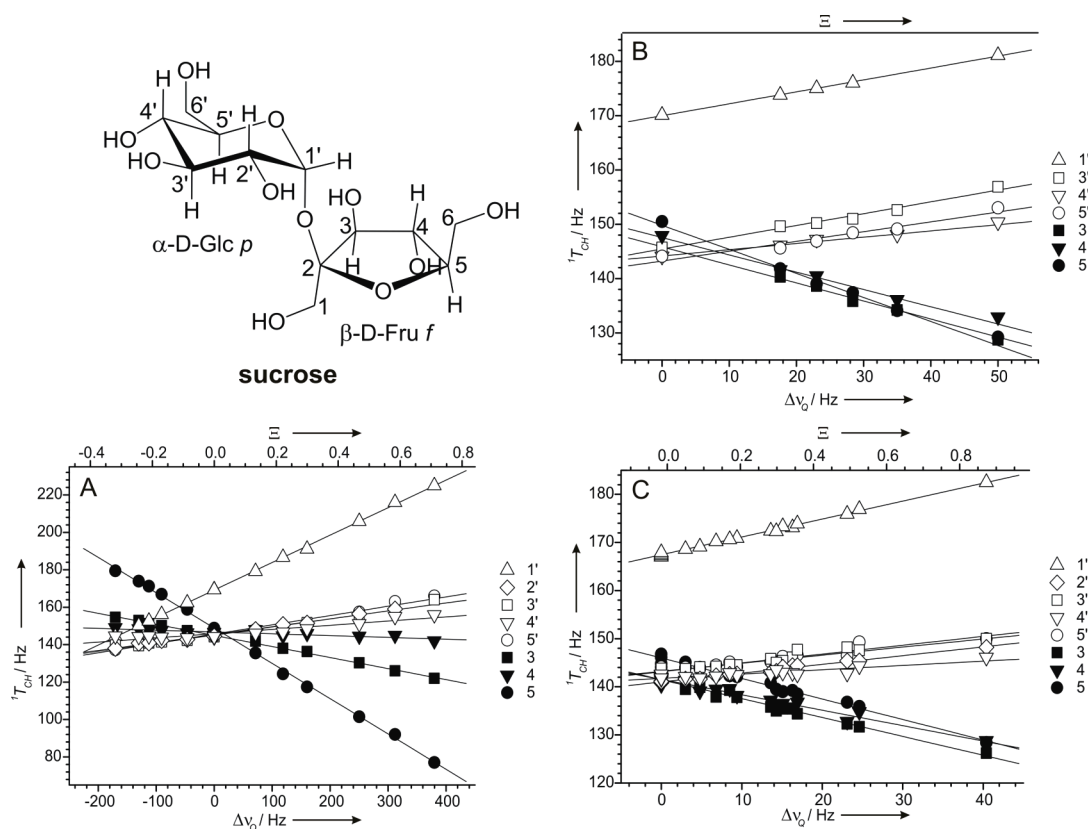 OH
H
6'
4'
5'
H
O
HO
1'
H
HO
2'
3'
H
OH
H
α-D-Glc p
O
HO
H
6
OH
3
4
2
H
OH
5
O
H
1
HO
β-D-Fru f
sucrose
Ξ
B
180
170
160
150
140
130
¹T_CH / Hz
0 10 20 30 40 50
Δν_Q / Hz
1'
3'
4'
5'
3
4
5
Ξ
-0.4 -0.2 0.0 0.2 0.4 0.6 0.8
A
220
200
180
160
140
120
100
80
¹T_CH / Hz
-200 -100 0 100 200 300 400
Δν_Q / Hz
1'
2'
3'
4'
5'
3
4
5
Ξ
0.0 0.2 0.4 0.6 0.8
C
180
170
160
150
140
130
120
¹T_CH / Hz
0 10 20 30 40
Δν_Q / Hz
1'
2'
3'
4'
5'
3
4
5